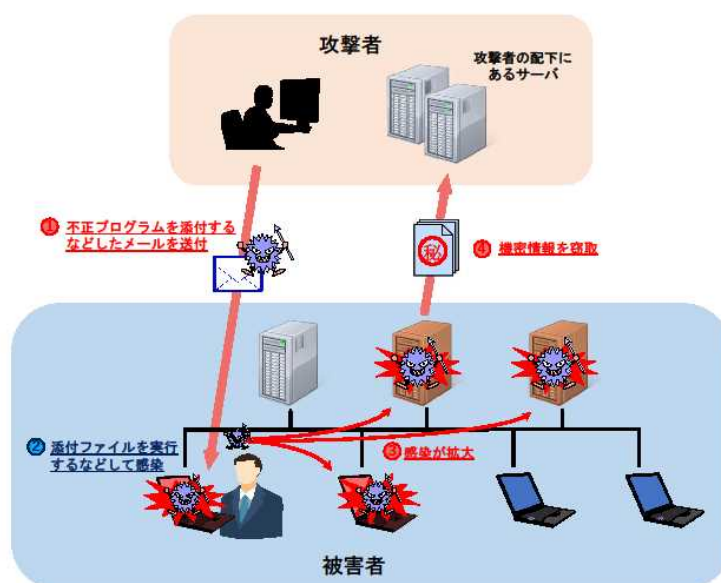 攻撃者
攻撃者の配下に
あるサーバ
① 不正プログラムを添付する
などしたメールを送付
秘
④ 機密情報を窃取
② 添付ファイルを実行
するなどして感染
③ 感染が拡大
被害者